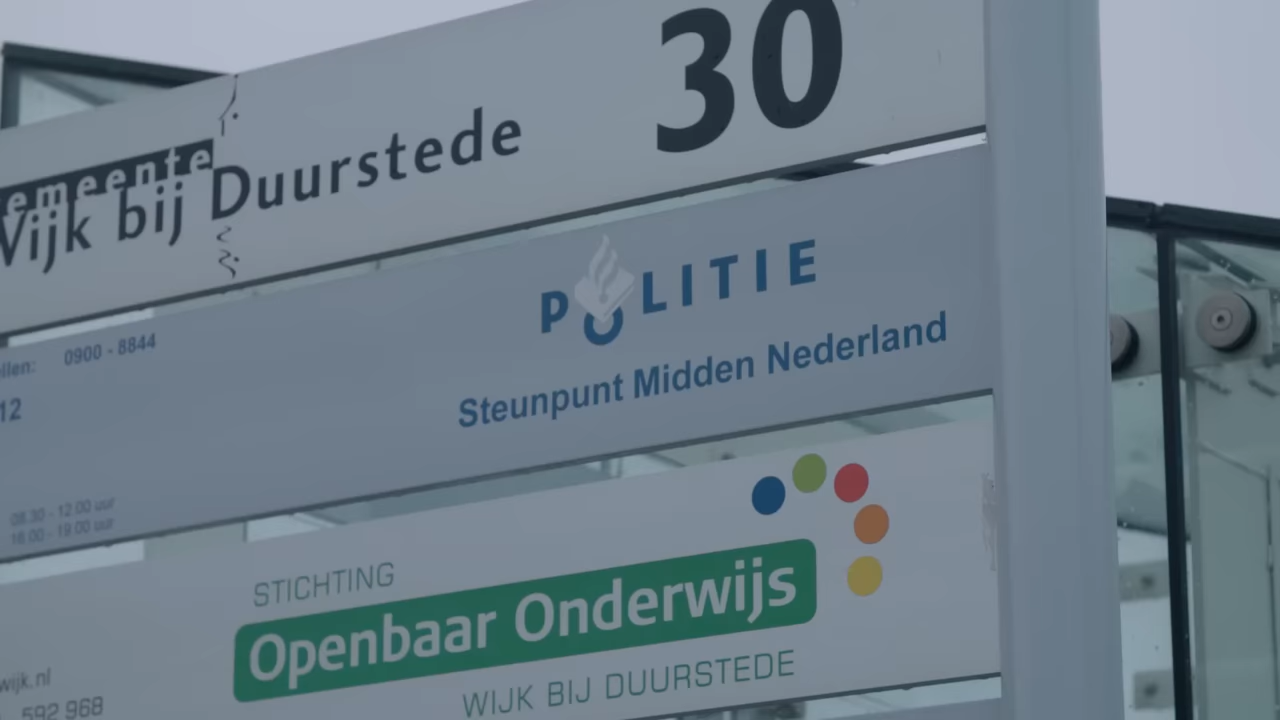 30
emeente
Wijk bij Duurstede
POLITIE
Steunpunt Midden Nederland
llen: 0900 - 8844
12
08.30 - 12.00 uur
18.00 - 19.00 uur
STICHTING
Openbaar Onderwijs
WIJK BIJ DUURSTEDE
wijk.nl
592 968